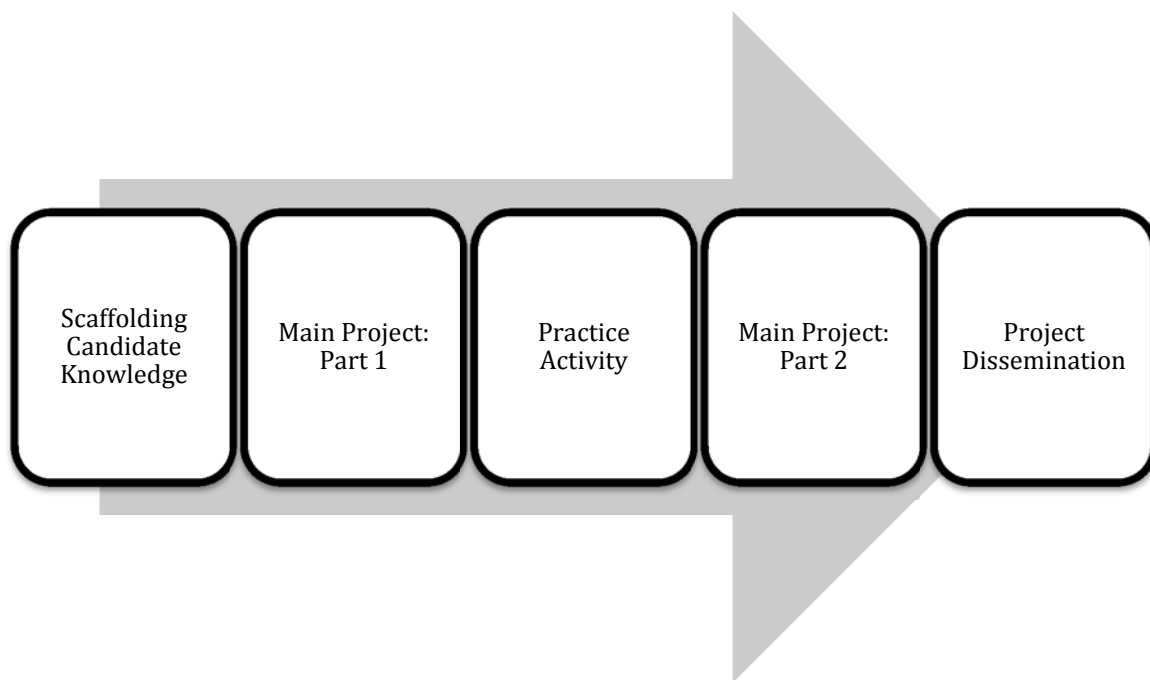 Scaffolding
Candidate
Knowledge
Main Project:
Part 1
Practice
Activity
Main Project:
Part 2
Project
Dissemination